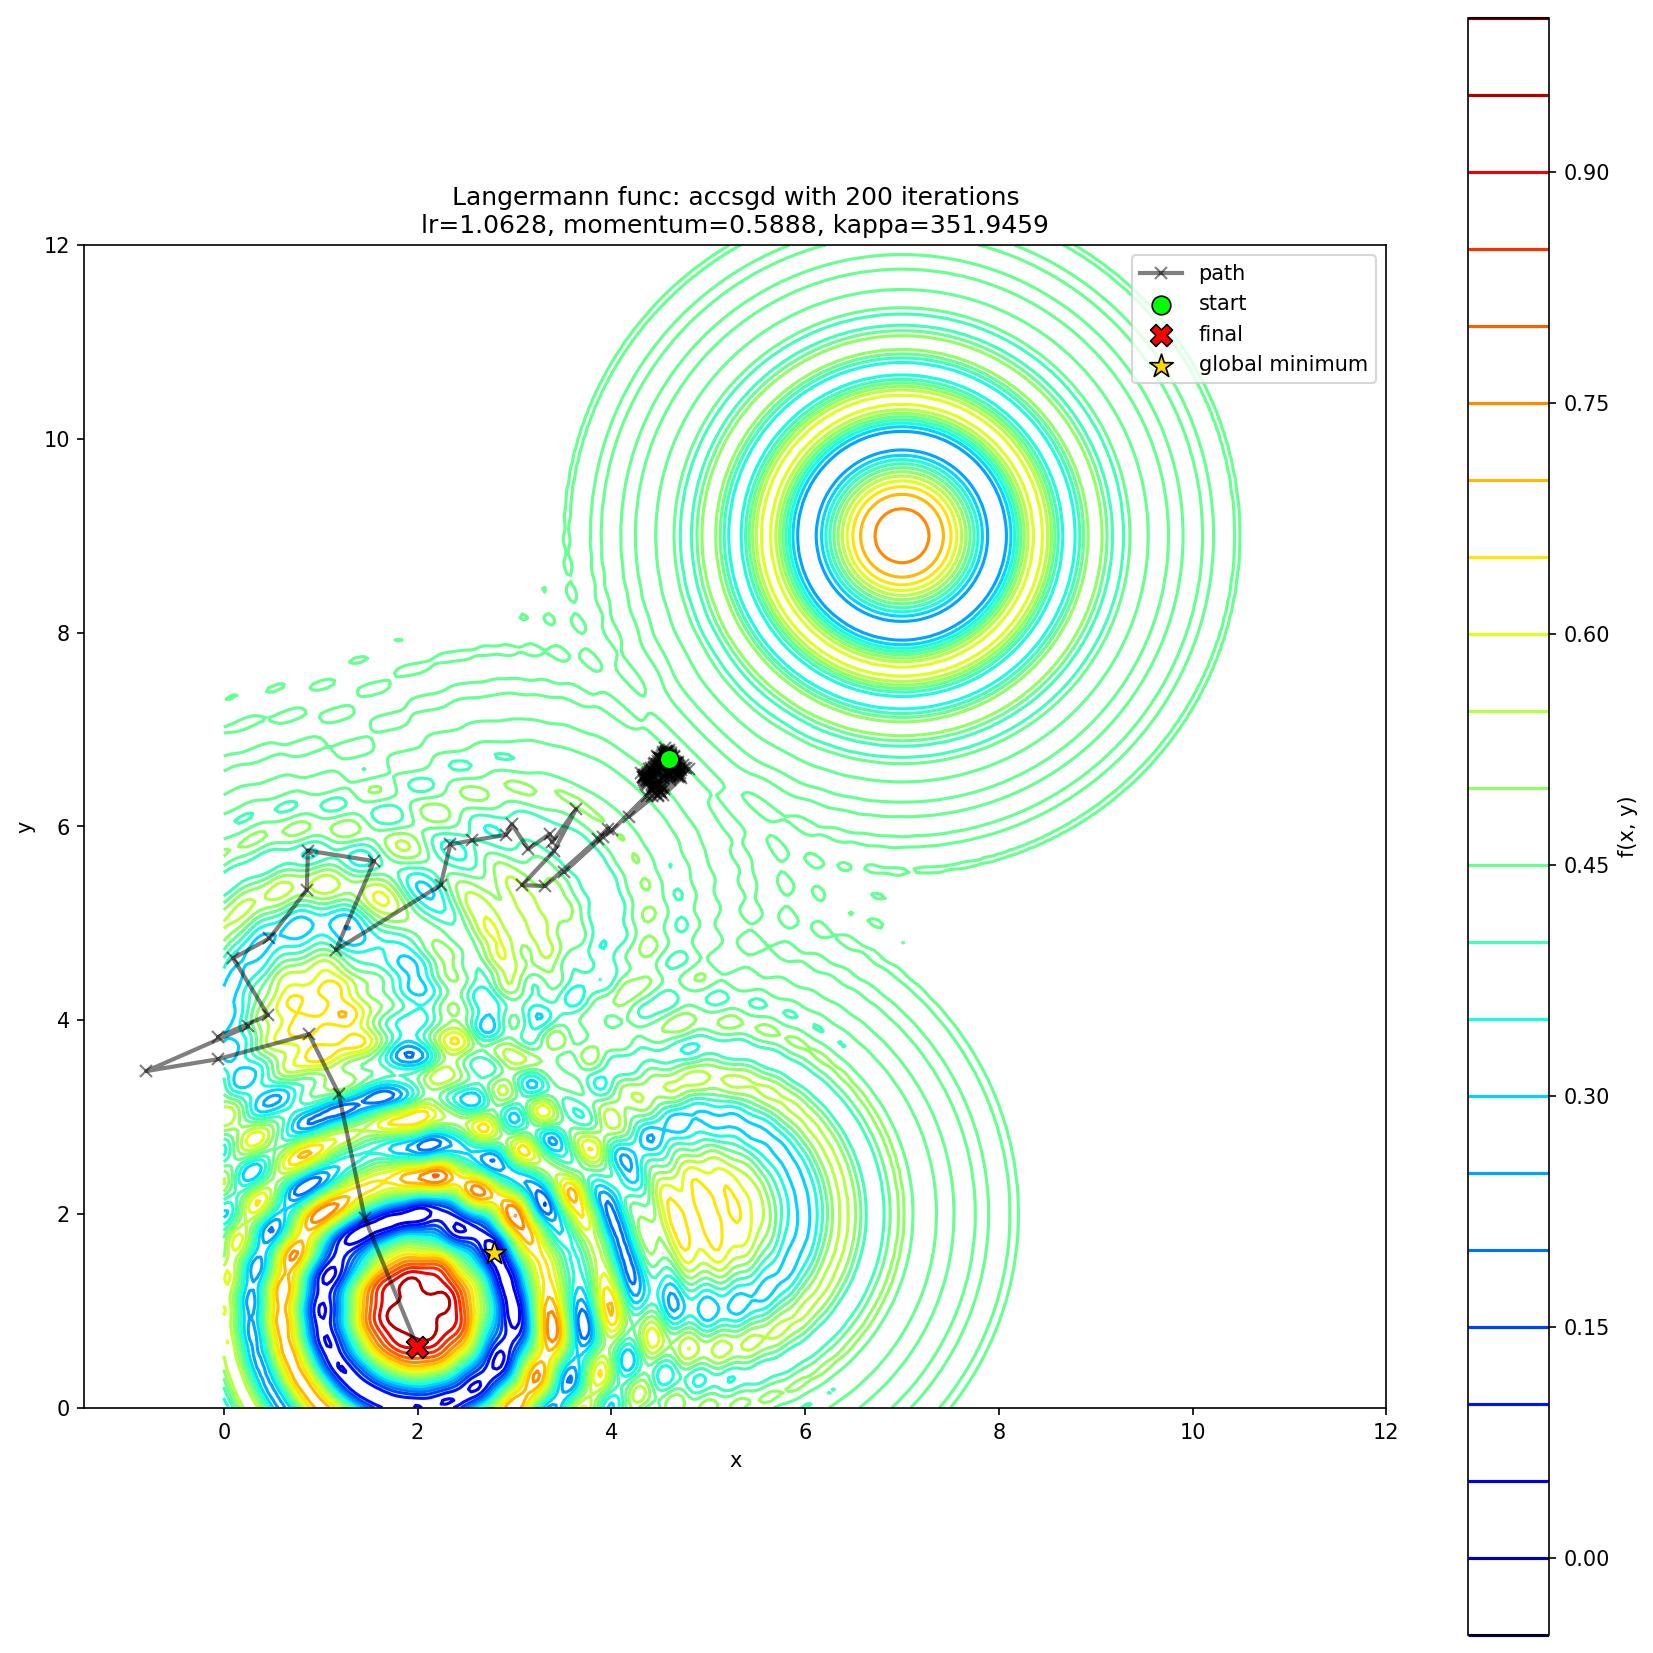 Langermann func: accsgd with 200 iterations
lr=1.0628, momentum=0.5888, kappa=351.9459
path
start
final
global minimum
12
10
8
6
4
2
0
y
0
2
4
6
8
10
12
x
0.90
0.75
0.60
0.45
0.30
0.15
0.00
f(x, y)